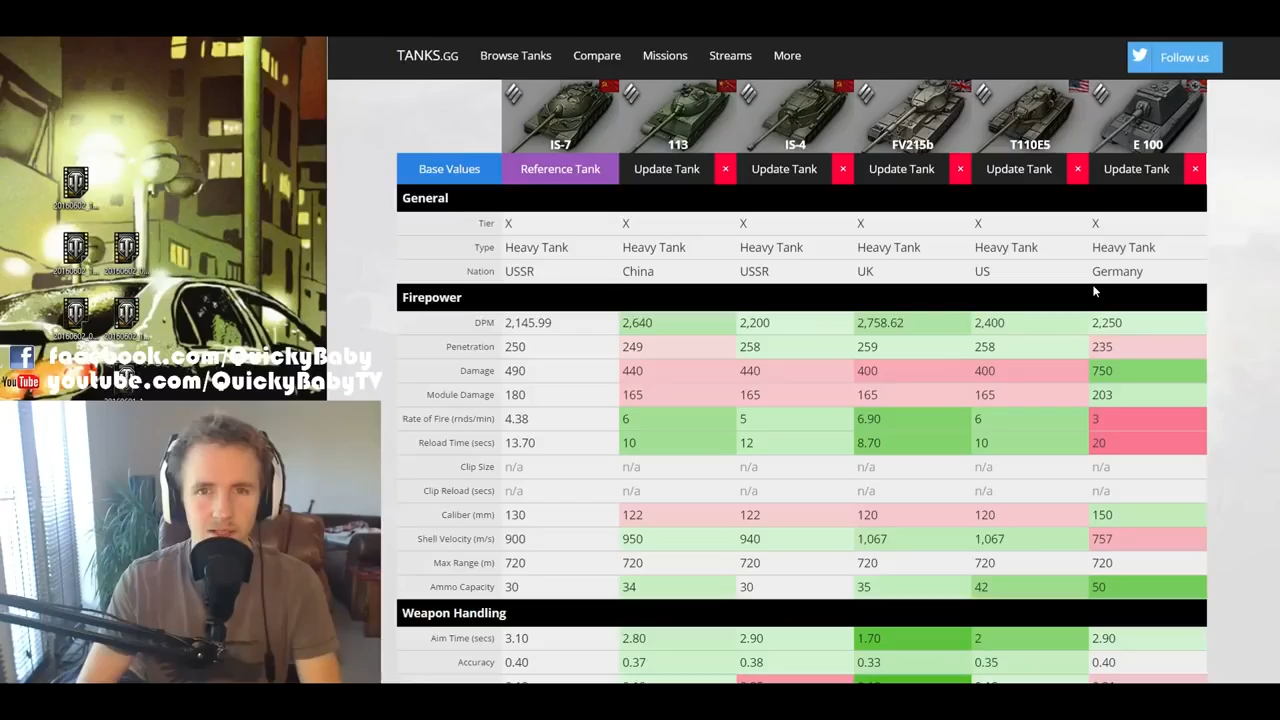 TANKS.GG Browse Tanks Compare Missions Streams More Follow us
IS-7 113 IS-4 FV215b T110E5 E 100
Base Values Reference Tank Update Tank × Update Tank × Update Tank × Update Tank × Update Tank ×
General
Tier X X X X X X
Type Heavy Tank Heavy Tank Heavy Tank Heavy Tank Heavy Tank Heavy Tank
Nation USSR China USSR UK US Germany
Firepower
DPM 2,145.99 2,640 2,200 2,758.62 2,400 2,250
Penetration 250 249 258 259 258 235
Damage 490 440 440 400 400 750
Module Damage 180 165 165 165 165 203
Rate of Fire (rnds/min) 4.38 6 5 6.90 6 3
Reload Time (secs) 13.70 10 12 8.70 10 20
Clip Size n/a n/a n/a n/a n/a n/a
Clip Reload (secs) n/a n/a n/a n/a n/a n/a
Caliber (mm) 130 122 122 120 120 150
Shell Velocity (m/s) 900 950 940 1,067 1,067 757
Max Range (m) 720 720 720 720 720 720
Ammo Capacity 30 34 30 35 42 50
Weapon Handling
Aim Time (secs) 3.10 2.80 2.90 1.70 2 2.90
Accuracy 0.40 0.37 0.38 0.33 0.35 0.40
facebook.com/QuickyBaby
YouTube youtube.com/QuickyBabyTV